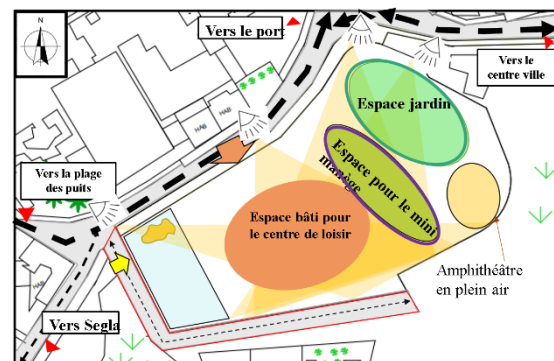 Vers le port
Vers le
centre ville
Espace jardin
HAB
HAB
Espace pour le mini
manège
Vers la plage
des puits
Espace bâti pour
le centre de loisir
Amphithéâtre
en plein air
HAB
Vers Segla